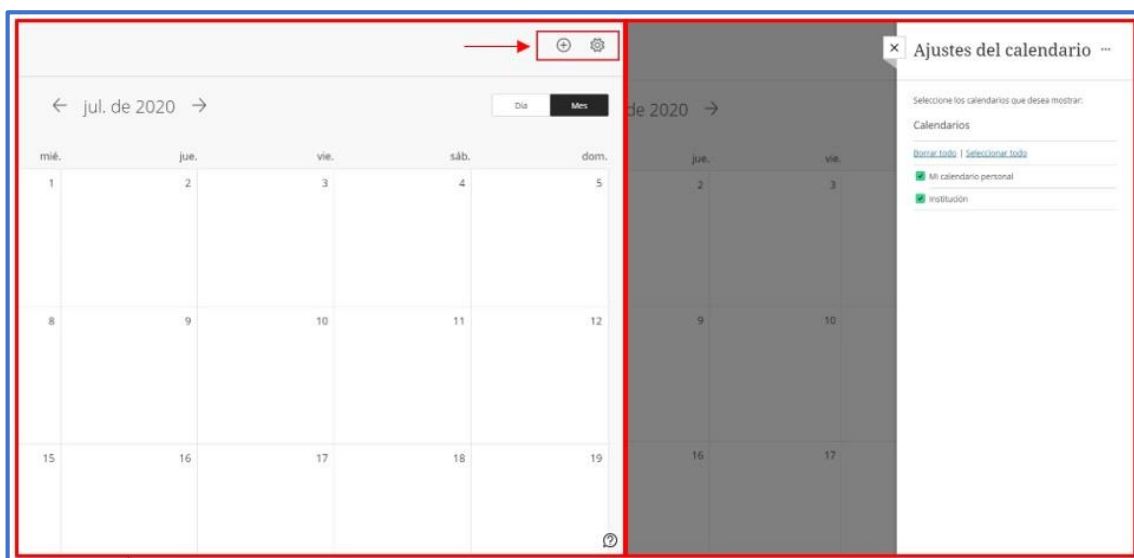 jul. de 2020
Día Mes
mié. jue. vie. sáb. dom.
1 2 3 4 5
8 9 10 11 12
15 16 17 18 19
de 2020
jue. vie.
2 3
9 10
16 17
Ajustes del calendario
Seleccione los calendarios que desea mostrar:
Calendarios
Borrar todo | Seleccionar todo
Mi calendario personal
Institución